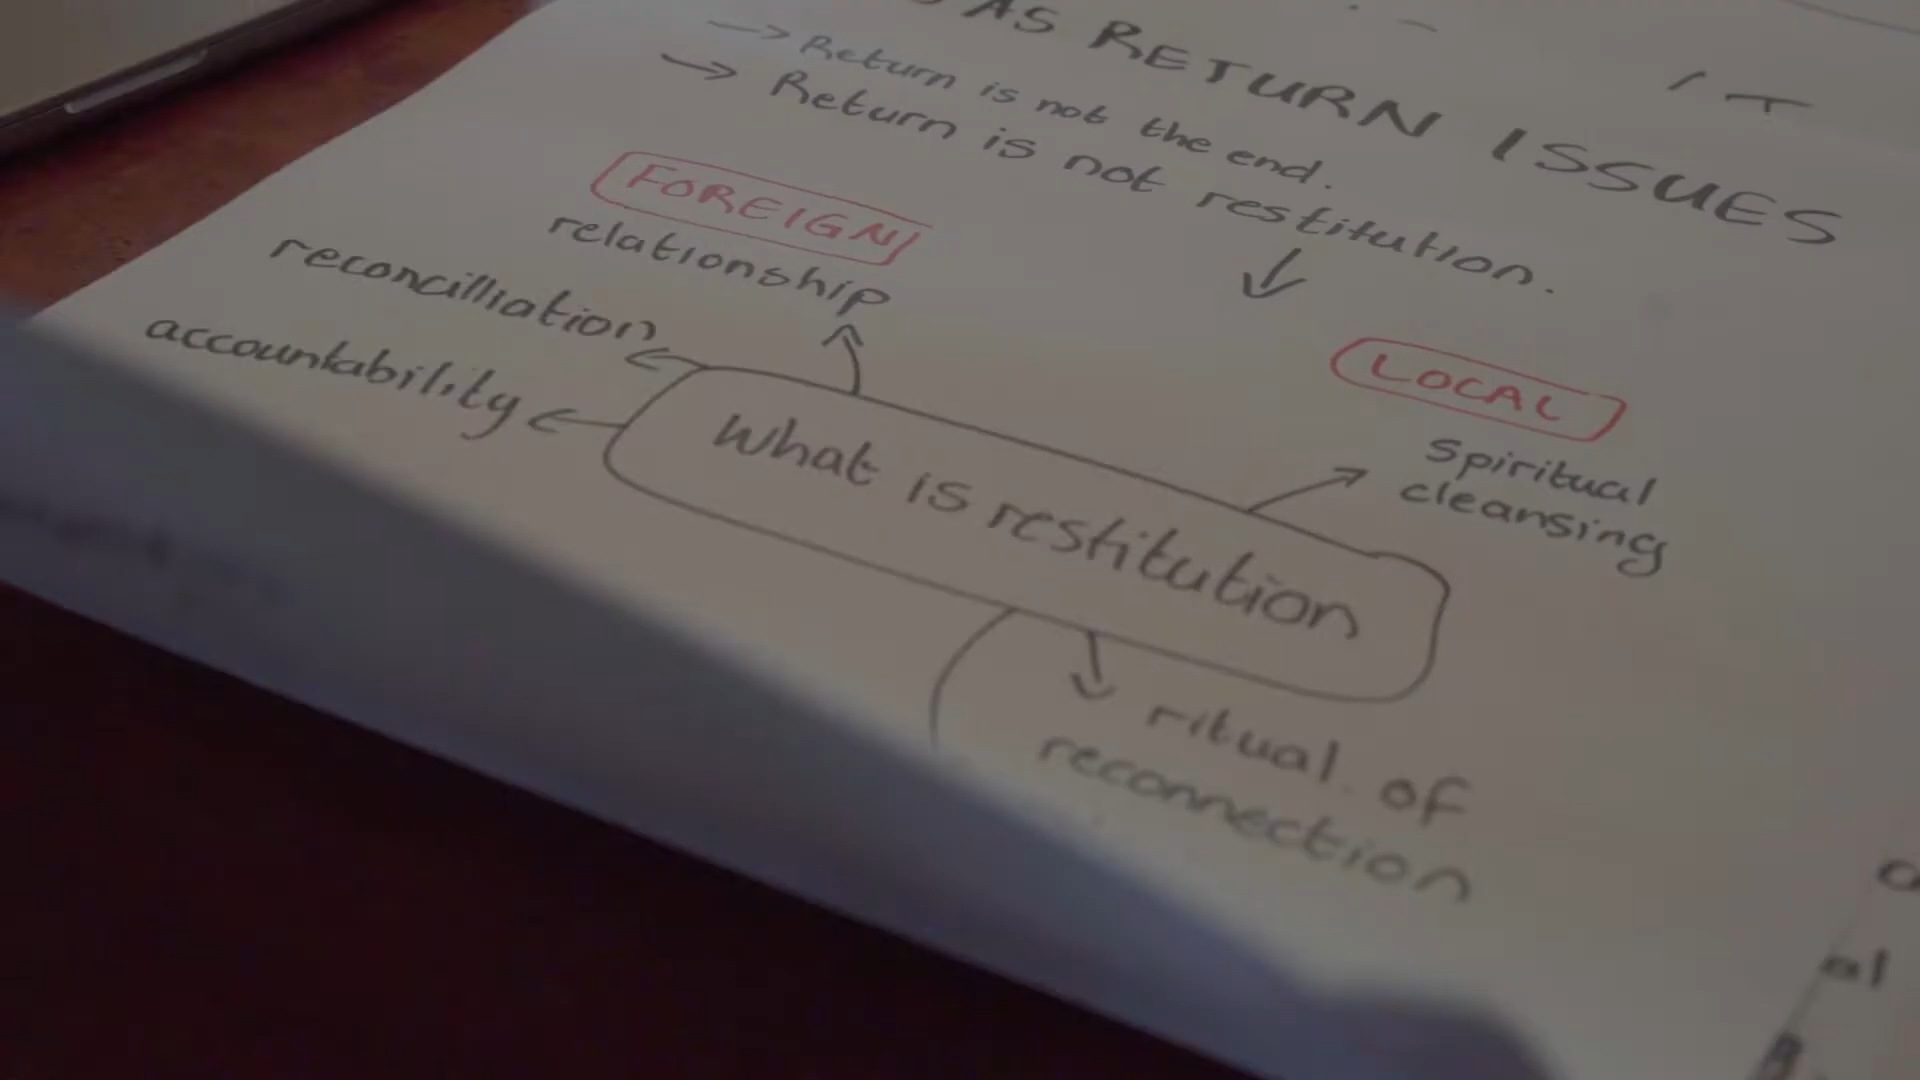 AS RETURN ISSUES
→ Return is not the end.
→ Return is not restitution.
FOREIGN
relationship
reconcilliation
accountability
LOCAL
spiritual
cleansing
What is restitution
ritual of
reconnection